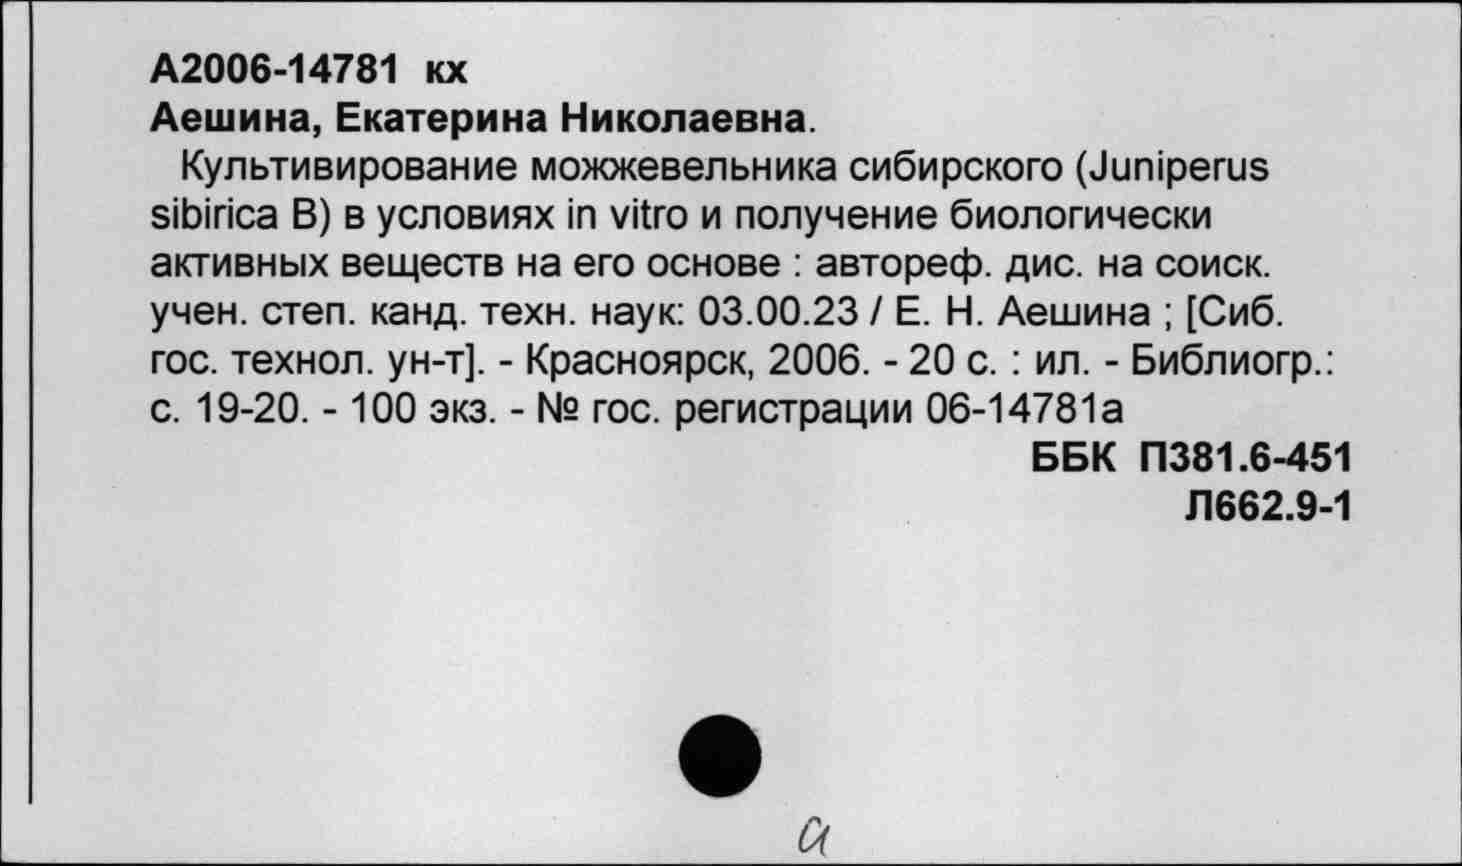 А2006-14781 кх
Аешина, Екатерина Николаевна.
Культивирование можжевельника сибирского (Juniperus
sibirica B) в условиях in vitro и получение биологически
активных веществ на его основе : автореф. дис. на соиск.
учен. степ. канд. техн. наук: 03.00.23 / Е. Н. Аешина ; [Сиб.
гос. технол. ун-т]. - Красноярск, 2006. - 20 с. : ил. - Библиогр.:
с. 19-20. - 100 экз. - № гос. регистрации 06-14781а
ББК П381.6-451
Л662.9-1